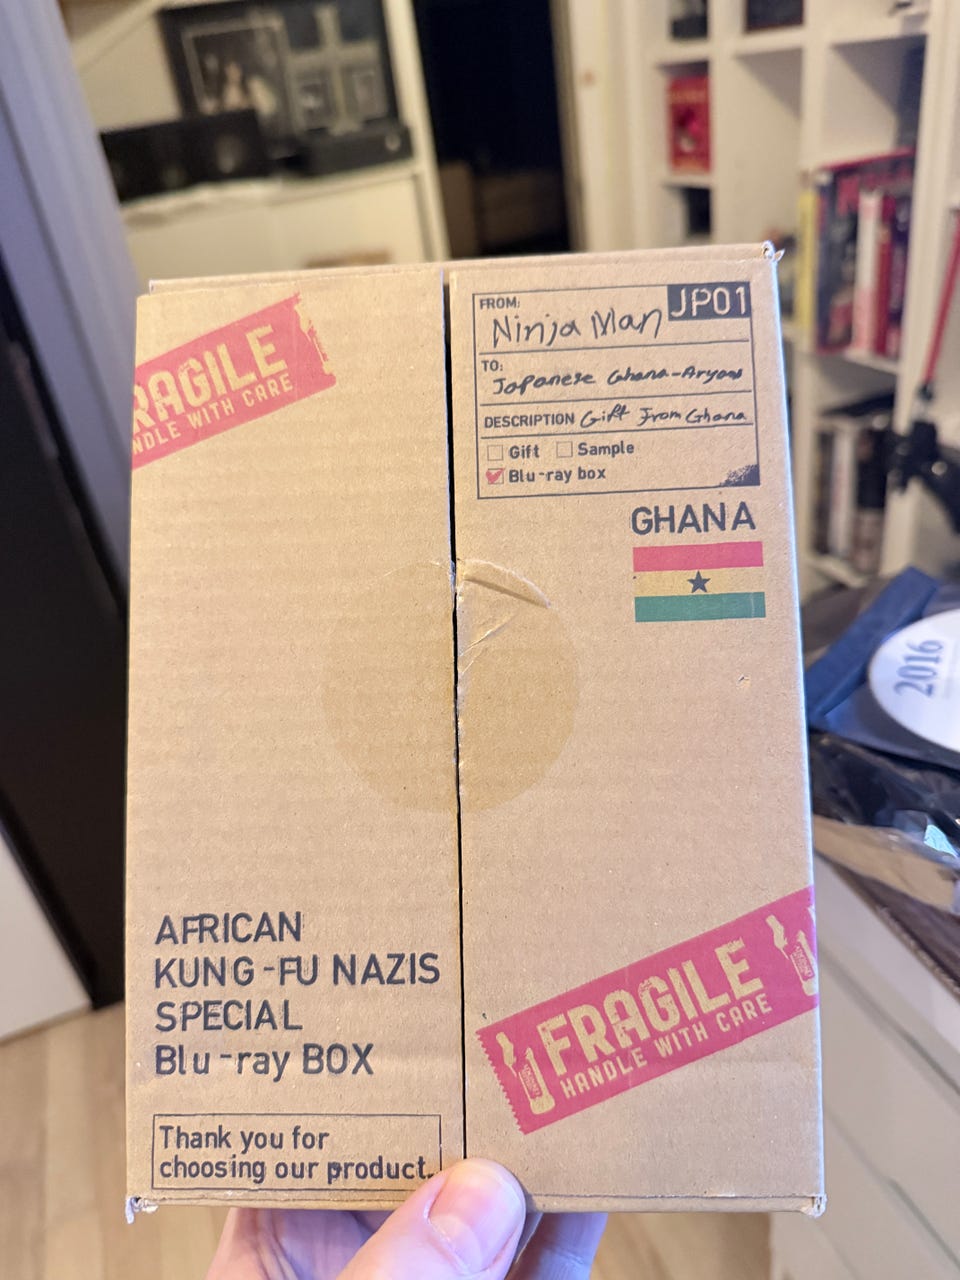 RAGILE
NDLE WITH CARE
FROM:
JP01
Ninja Man
TO:
Japanese Ghana-Aryans
DESCRIPTION Gift From Ghana
Gift Sample
Blu-ray box
GHANA
AFRICAN
KUNG-FU NAZIS
SPECIAL
Blu-ray BOX
Thank you for
choosing our product.
FRAGILE
HANDLE WITH CARE
2016